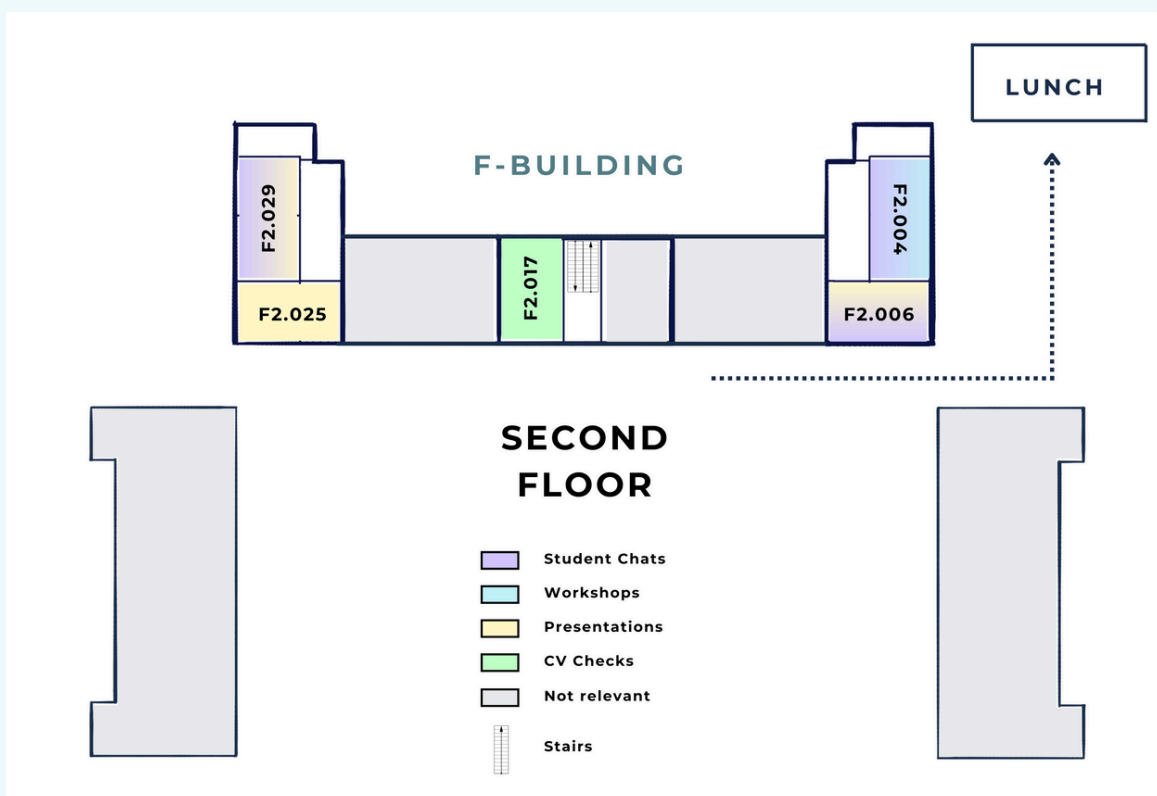 LUNCH
F-BUILDING
F2.029
F2.004
F2.017
F2.025
F2.006
SECOND
FLOOR
Student Chats
Workshops
Presentations
CV Checks
Not relevant
Stairs